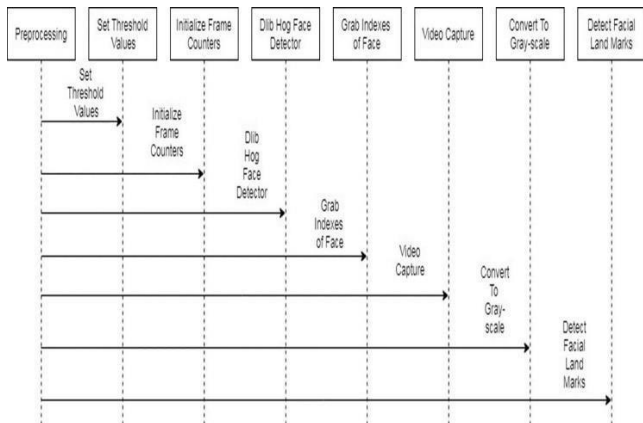 Preprocessing
Set Threshold
Values
Initialize Frame
Counters
Dlib Hog Face
Detector
Grab Indexes
of Face
Video Capture
Convert To
Gray-scale
Detect Facial
Land Marks
Set
Threshold
Values
Initialize
Frame
Counters
Dlib
Hog
Face
Detector
Grab
Indexes
of Face
Video
Capture
Convert
To
Gray-
scale
Detect
Facial
Land
Marks